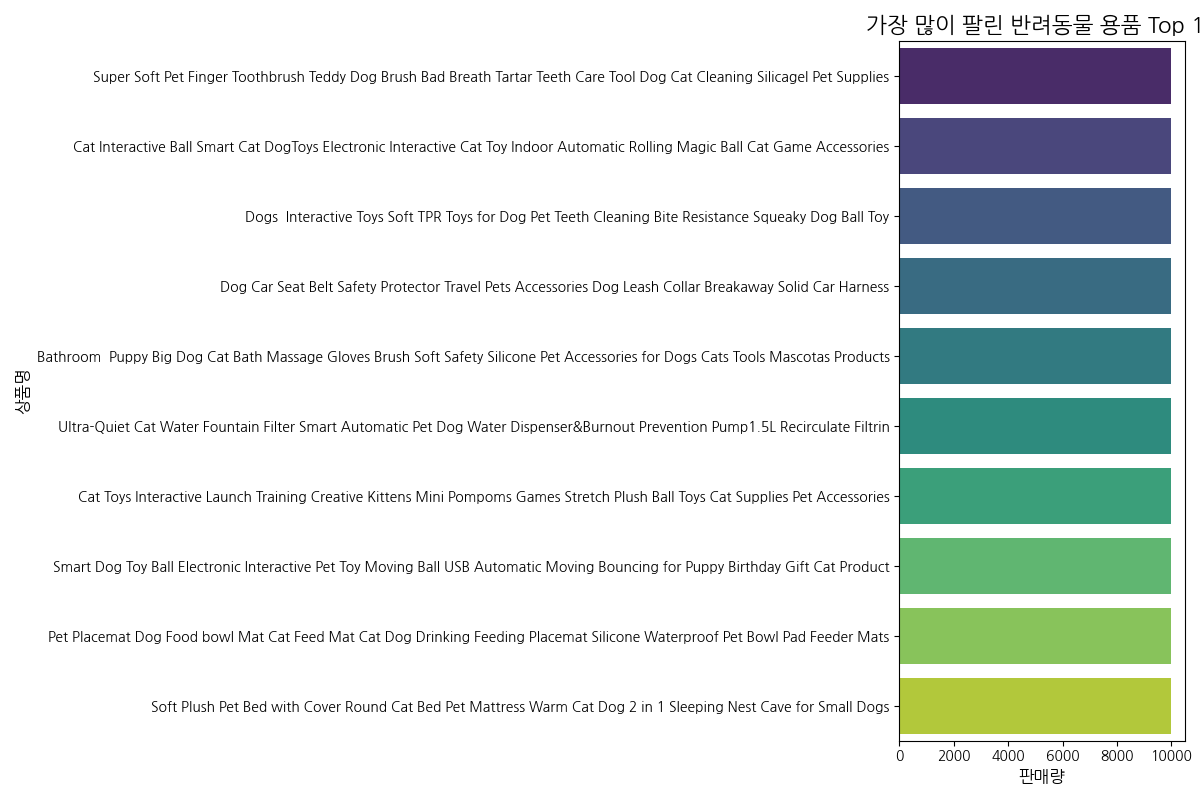 가장 많이 팔린 반려동물 용품 Top 1
Super Soft Pet Finger Toothbrush Teddy Dog Brush Bad Breath Tartar Teeth Care Tool Dog Cat Cleaning Silicagel Pet Supplies
Cat Interactive Ball Smart Cat DogToys Electronic Interactive Cat Toy Indoor Automatic Rolling Magic Ball Cat Game Accessories
Dogs  Interactive Toys Soft TPR Toys for Dog Pet Teeth Cleaning Bite Resistance Squeaky Dog Ball Toy
Dog Car Seat Belt Safety Protector Travel Pets Accessories Dog Leash Collar Breakaway Solid Car Harness
Bathroom  Puppy Big Dog Cat Bath Massage Gloves Brush Soft Safety Silicone Pet Accessories for Dogs Cats Tools Mascotas Products
Ultra-Quiet Cat Water Fountain Filter Smart Automatic Pet Dog Water Dispenser&Burnout Prevention Pump1.5L Recirculate Filtrin
Cat Toys Interactive Launch Training Creative Kittens Mini Pompoms Games Stretch Plush Ball Toys Cat Supplies Pet Accessories
Smart Dog Toy Ball Electronic Interactive Pet Toy Moving Ball USB Automatic Moving Bouncing for Puppy Birthday Gift Cat Product
Pet Placemat Dog Food bowl Mat Cat Feed Mat Cat Dog Drinking Feeding Placemat Silicone Waterproof Pet Bowl Pad Feeder Mats
Soft Plush Pet Bed with Cover Round Cat Bed Pet Mattress Warm Cat Dog 2 in 1 Sleeping Nest Cave for Small Dogs
상품명
0 2000 4000 6000 8000 10000
판매량